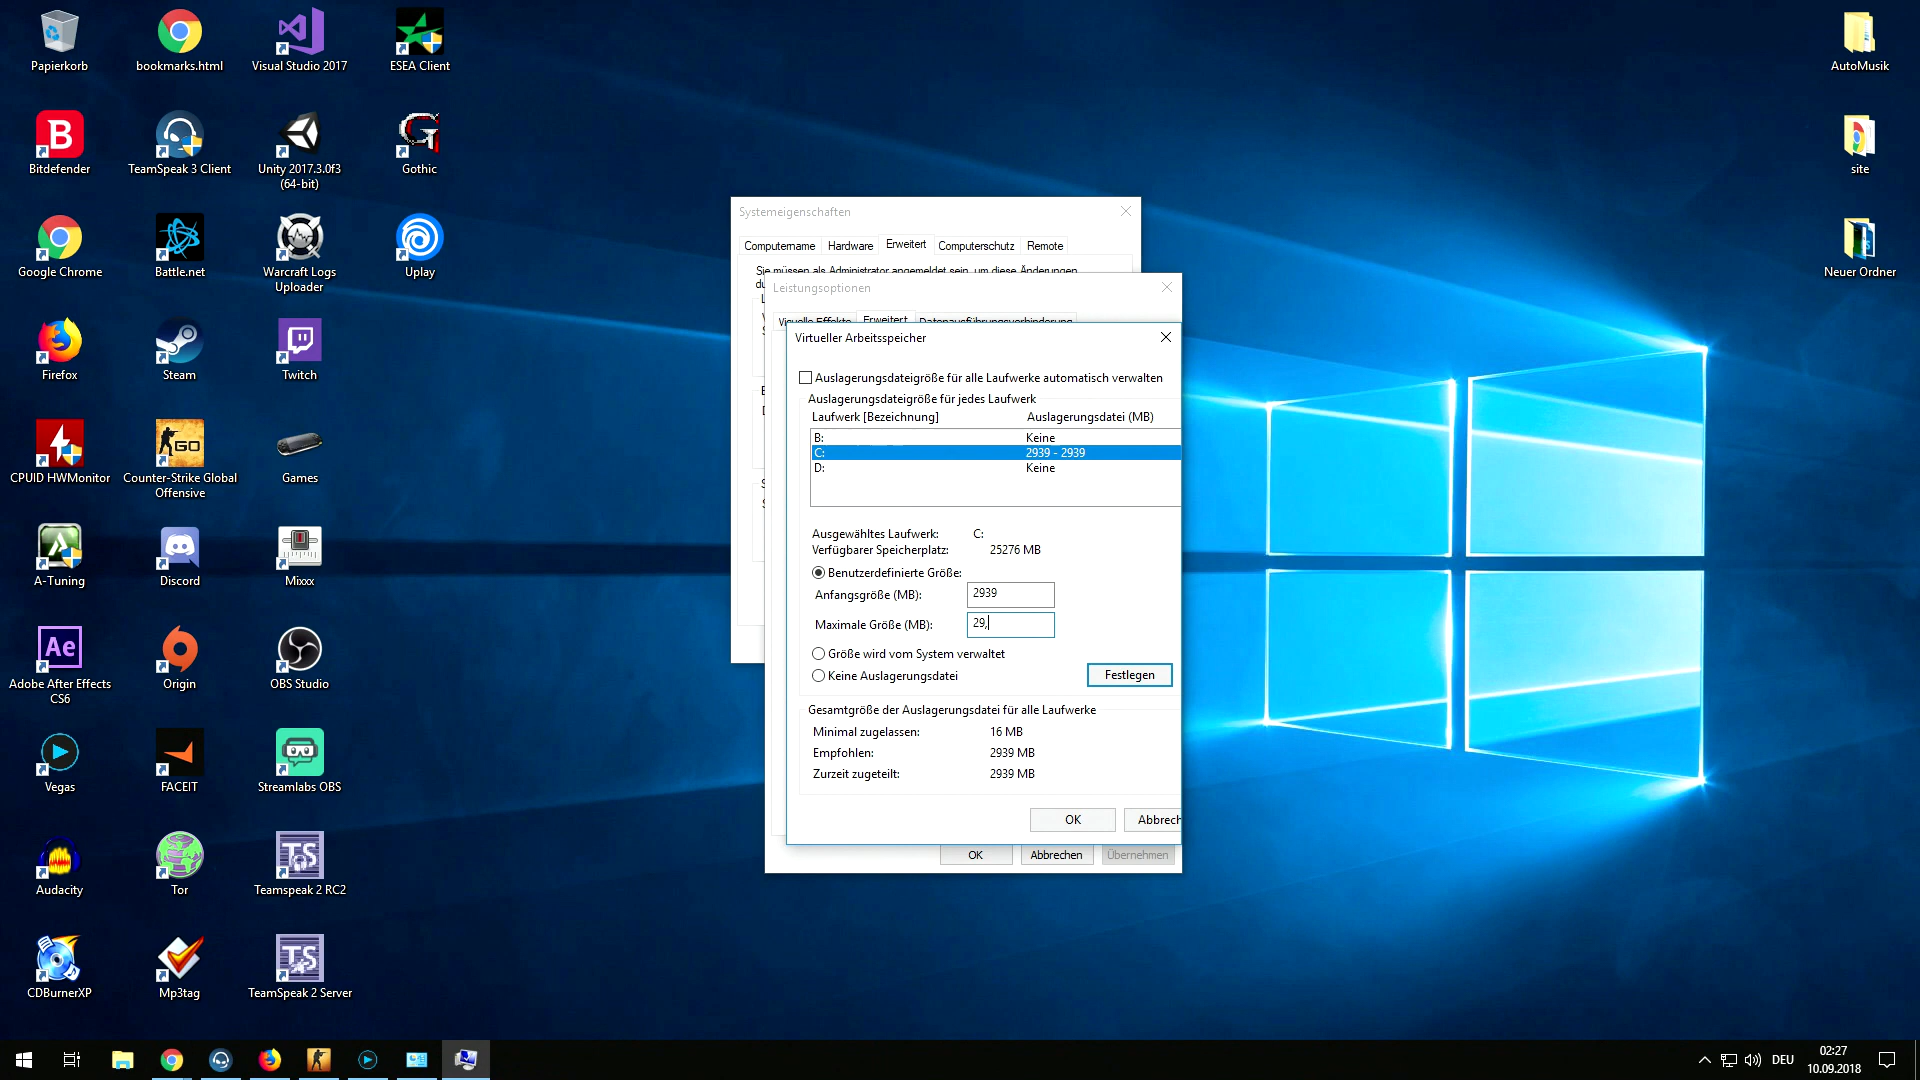 Papierkorb
bookmarks.html
Visual Studio 2017
ESEA Client
AutoMusik
Bitdefender
TeamSpeak 3 Client
Unity 2017.3.0f3
(64-bit)
Gothic
site
Google Chrome
Battle.net
Warcraft Logs
Uploader
Uplay
Neuer Ordner
Firefox
Steam
Twitch
CPUID HWMonitor
Counter-Strike Global
Offensive
Games
A-Tuning
Discord
Mixxx
Adobe After Effects
CS6
Origin
OBS Studio
Vegas
FACEIT
Streamlabs OBS
Audacity
Tor
Teamspeak 2 RC2
CDBurnerXP
Mp3tag
TeamSpeak 2 Server
Systemeigenschaften
Computername Hardware Erweitert Computerschutz Remote
Sie müssen als Administrator angemeldet sein, um diese Änderungen
Leistungsoptionen
Visuelle Effekte Erweitert Datenausführungsverhinderung
Virtueller Arbeitsspeicher
Auslagerungsdateigröße für alle Laufwerke automatisch verwalten
Auslagerungsdateigröße für jedes Laufwerk
Laufwerk [Bezeichnung] Auslagerungsdatei (MB)
B: Keine
C: 2939 - 2939
D: Keine
Ausgewähltes Laufwerk: C:
Verfügbarer Speicherplatz: 25276 MB
Benutzerdefinierte Größe:
Anfangsgröße (MB): 2939
Maximale Größe (MB): 29,
Größe wird vom System verwaltet
Keine Auslagerungsdatei
Festlegen
Gesamtgröße der Auslagerungsdatei für alle Laufwerke
Minimal zugelassen: 16 MB
Empfohlen: 2939 MB
Zurzeit zugeteilt: 2939 MB
OK Abbrech
OK Abbrechen Übernehmen
DEU
02:27
10.09.2018